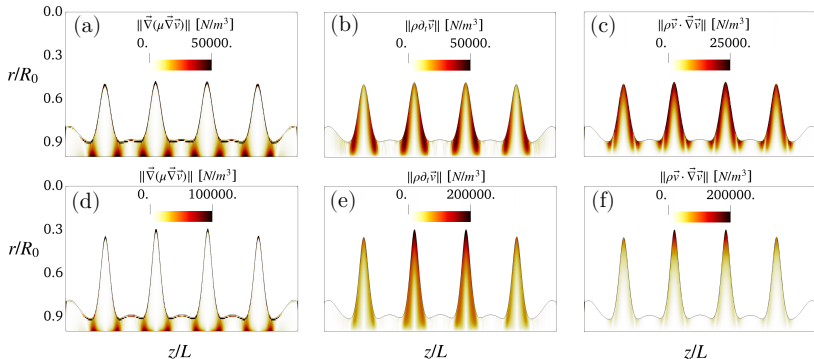 (a) ‖∇⃗(μ∇⃗v⃗)‖ [N/m³]
0. 50000.
(b) ‖ρ∂ₜv⃗‖ [N/m³]
0. 50000.
(c) ‖ρv⃗ · ∇⃗v⃗‖ [N/m³]
0. 25000.
0.0
0.3
r/R₀
0.6
0.9
(d) ‖∇⃗(μ∇⃗v⃗)‖ [N/m³]
0. 100000.
(e) ‖ρ∂ₜv⃗‖ [N/m³]
0. 200000.
(f) ‖ρv⃗ · ∇⃗v⃗‖ [N/m³]
0. 200000.
0.0
0.3
r/R₀
0.6
0.9
z/L z/L z/L